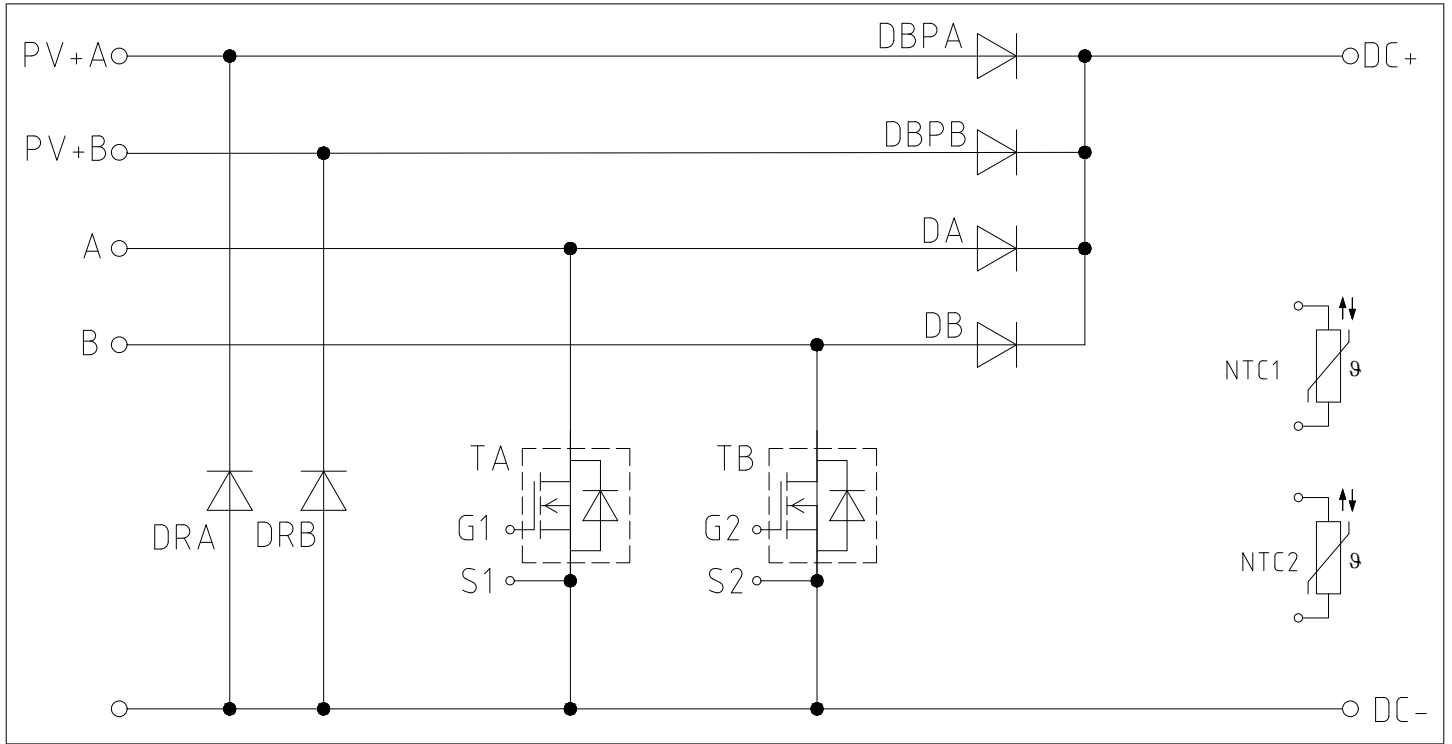 DBPA
PV+A
DC+
DBPB
PV+B
DA
A
DB
B
NTC1
ϑ
TA
TB
G1
G2
DRA
DRB
NTC2
ϑ
S1
S2
DC-